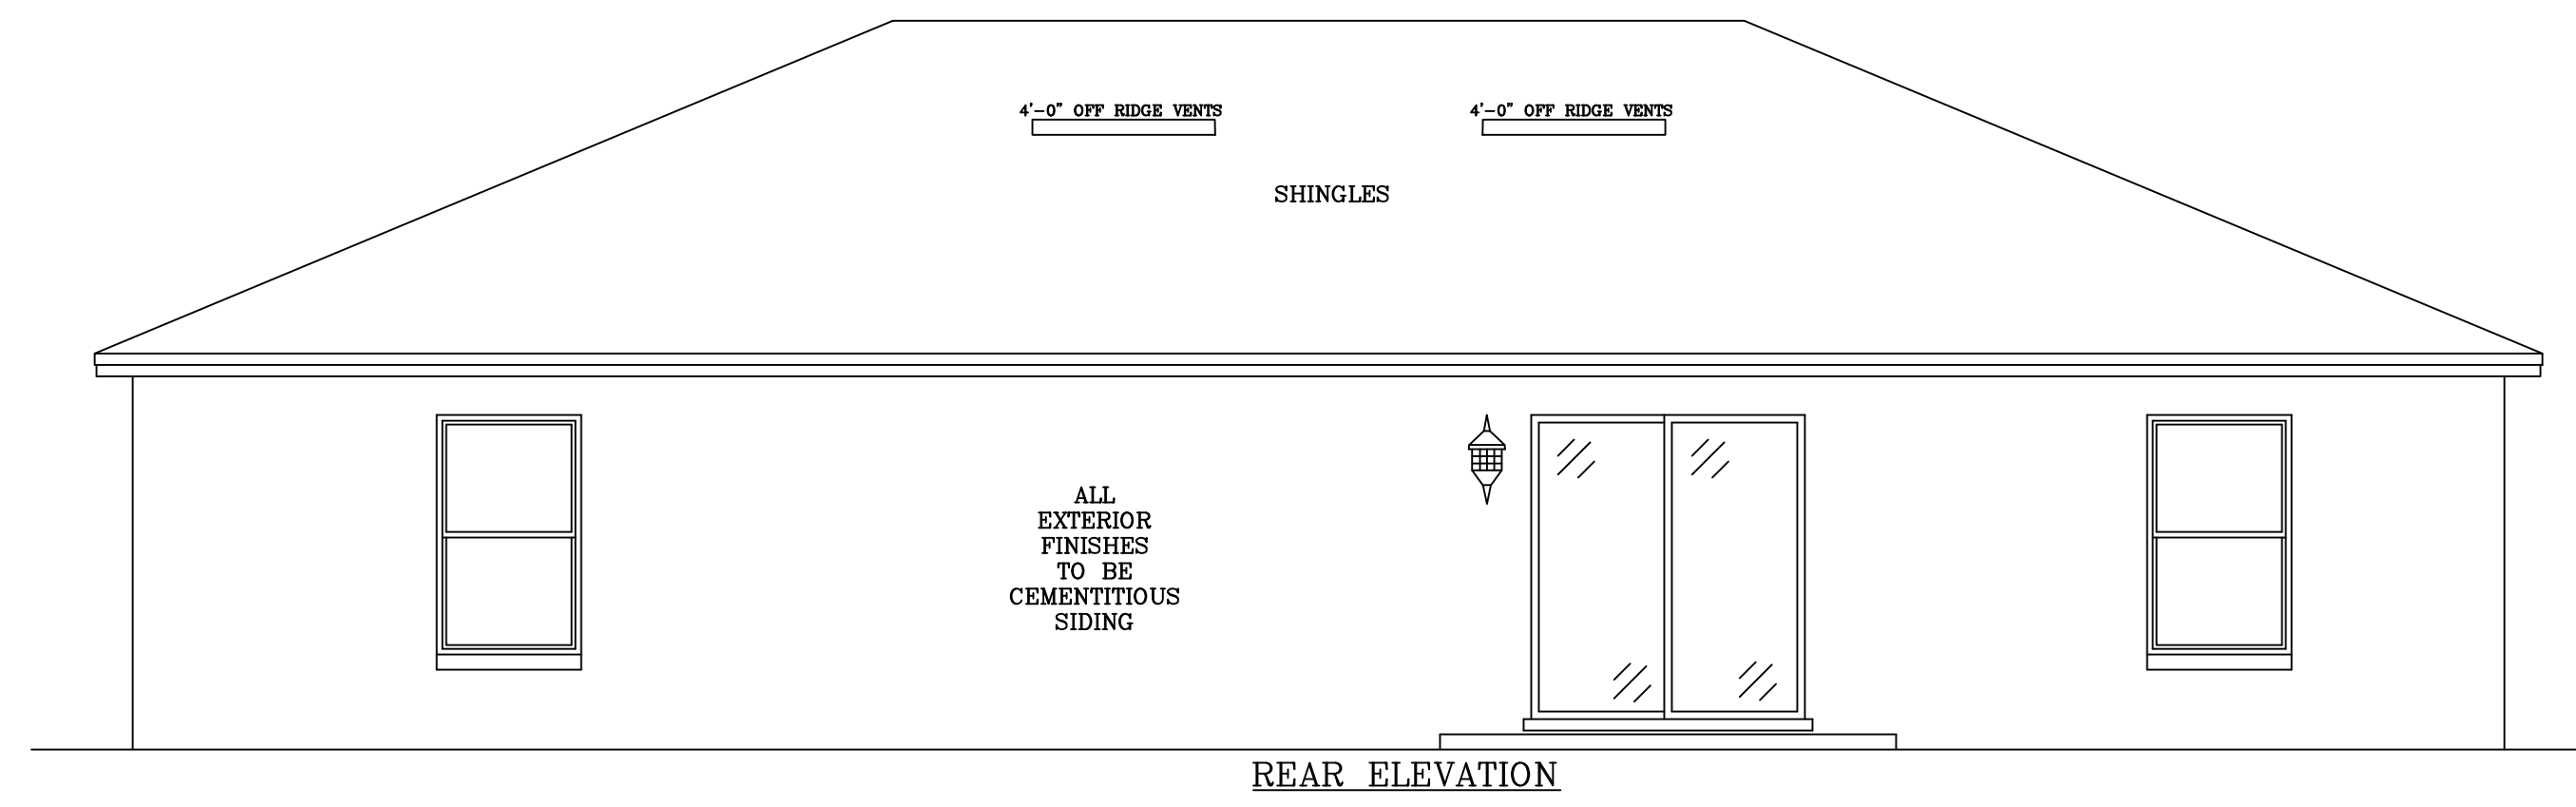 4'-0" OFF RIDGE VENTS
4'-0" OFF RIDGE VENTS
SHINGLES
ALL
EXTERIOR
FINISHES
TO BE
CEMENTITIOUS
SIDING
REAR ELEVATION